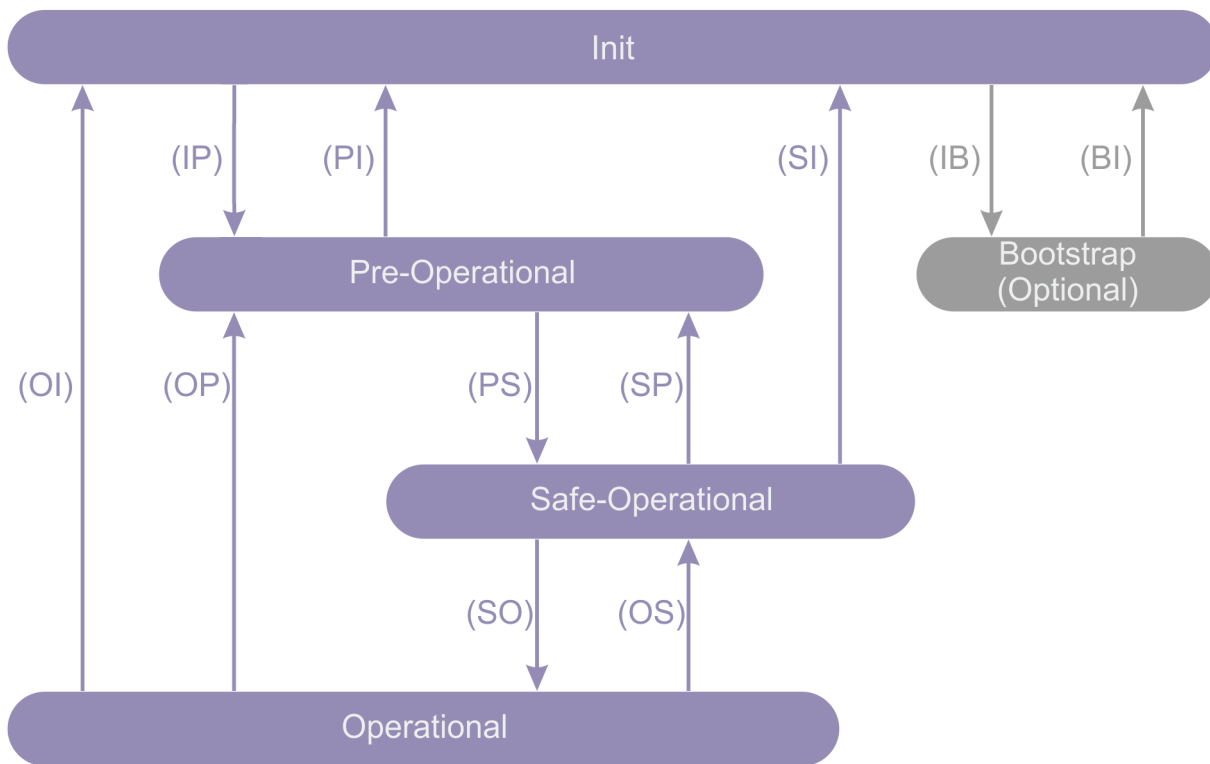 Init
(IP)
(PI)
(SI)
(IB)
(BI)
Pre-Operational
Bootstrap
(Optional)
(OI)
(OP)
(PS)
(SP)
Safe-Operational
(SO)
(OS)
Operational